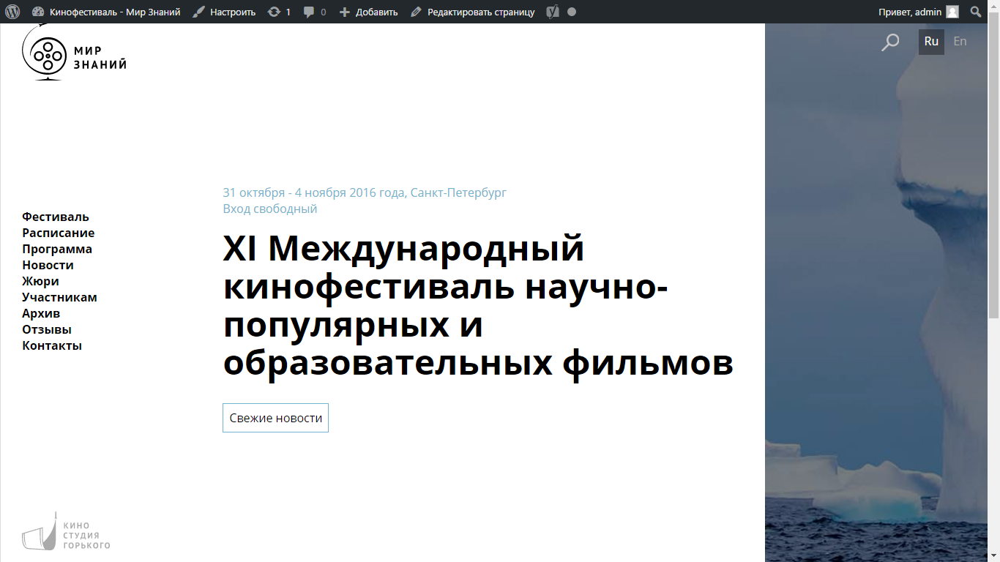 Кинофестиваль - Мир Знаний Настроить 1 0 Добавить Редактировать страницу Привет, admin
МИР
ЗНАНИЙ
Ru En
31 октября - 4 ноября 2016 года, Санкт-Петербург
Вход свободный
XI Международный
кинофестиваль научно-
популярных и
образовательных фильмов
Свежие новости
Фестиваль
Расписание
Программа
Новости
Жюри
Участникам
Архив
Отзывы
Контакты
КИНО
СТУДИЯ
ГОРЬКОГО